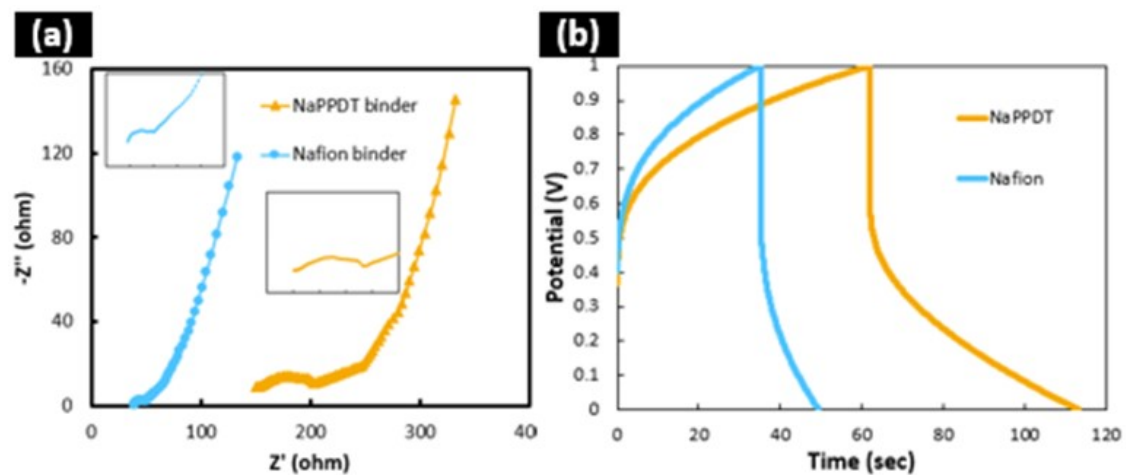 (a)
160
120
80
40
0
-Z'' (ohm)
0 100 200 300 40
Z' (ohm)
NaPPDT binder
Nafion binder
(b)
1
0.9
0.8
0.7
0.6
0.5
0.4
0.3
0.2
0.1
0
Potential (V)
0 20 40 60 80 100 120
Time (sec)
NaPPDT
Nafion